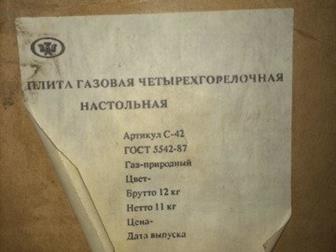 ПЛИТА ГАЗОВАЯ ЧЕТЫРЕХГОРЕЛОЧНАЯ
НАСТОЛЬНАЯ
Артикул С-42
ГОСТ 5542-87
Газ-природный
Цвет-
Брутто 12 кг
Нетто 11 кг
Цена-
Дата выпуска